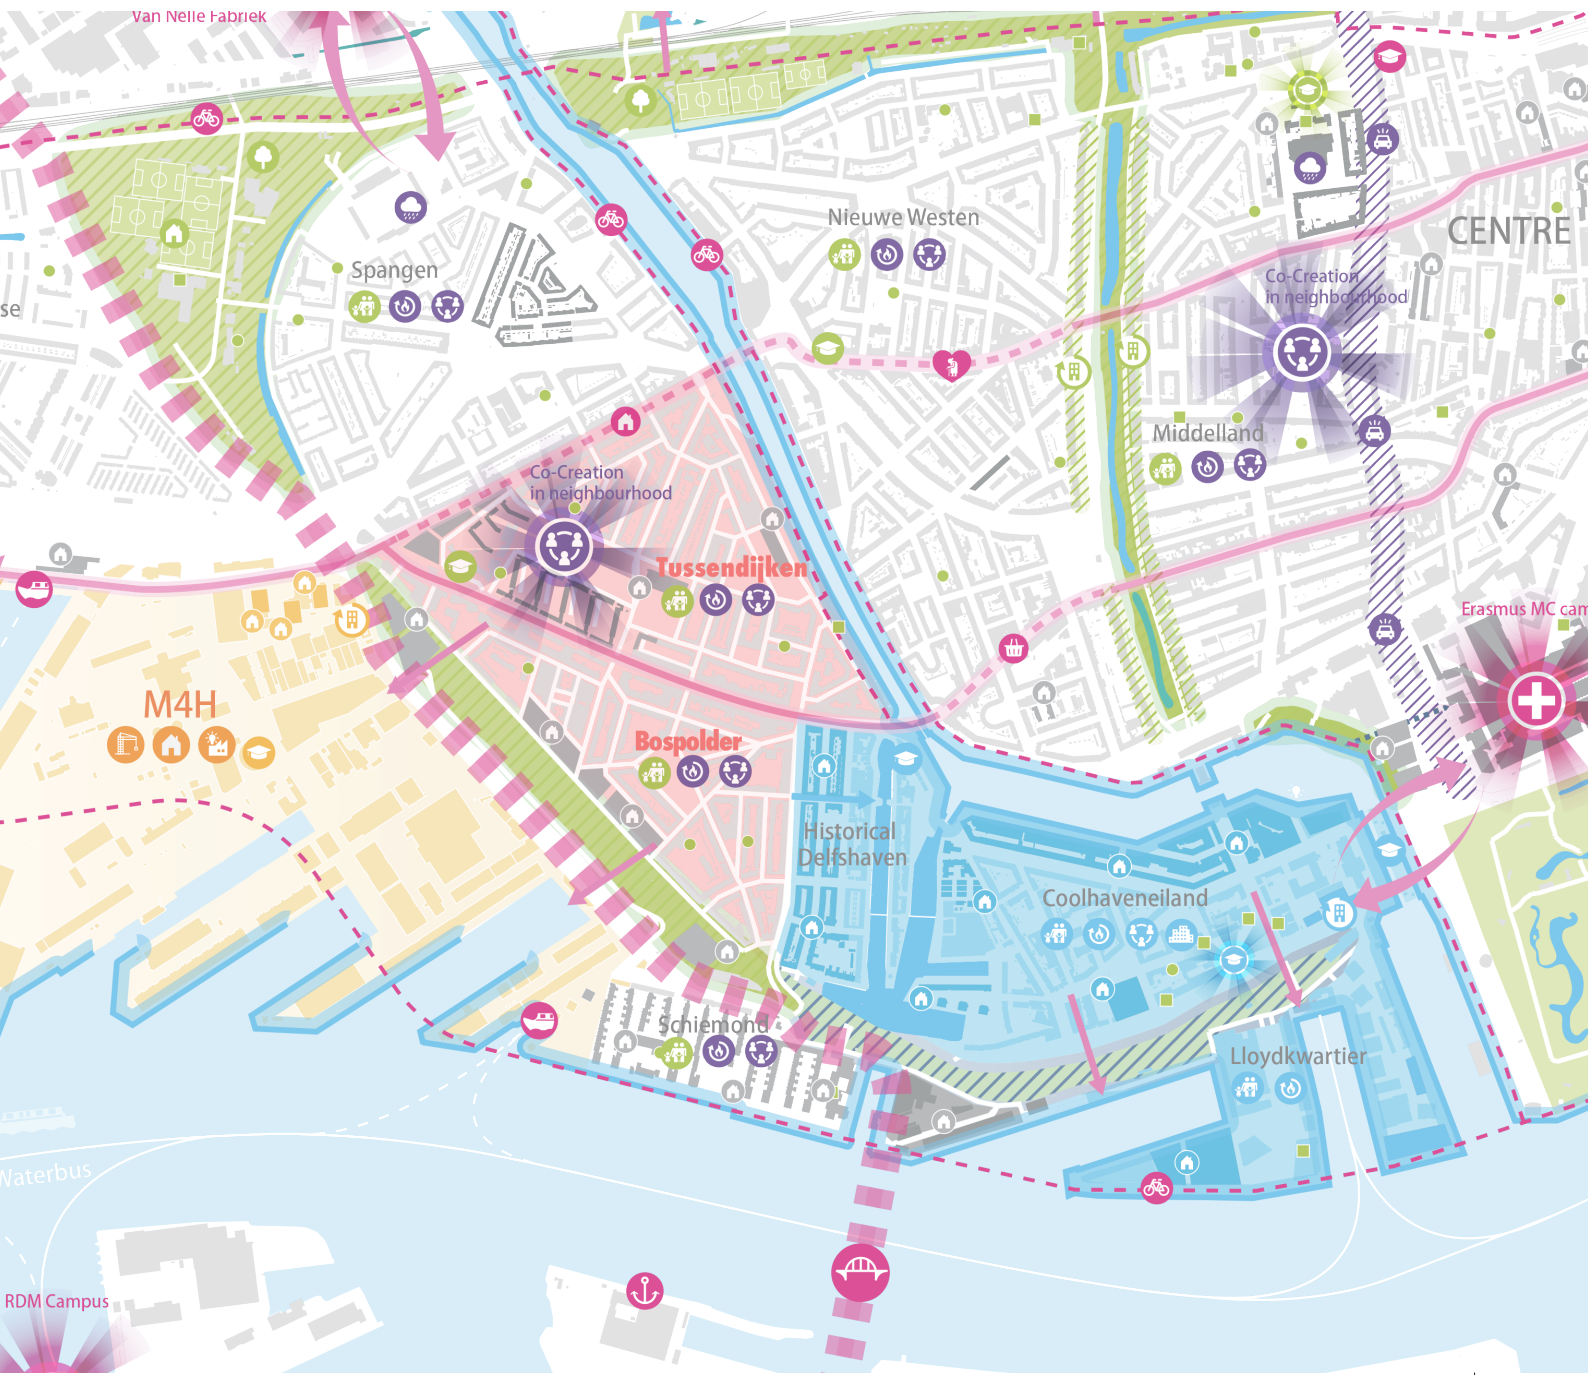 Van Nelle Fabriek
Nieuwe Westen
CENTRE
Spangen
Co-Creation
in neighbourhood
se
Middelland
Co-Creation
in neighbourhood
Tussendijken
Erasmus MC cam
M4H
Bospolder
Historical
Delfshaven
Coolhaveneiland
Schiemond
Lloydkwartier
Waterbus
RDM Campus